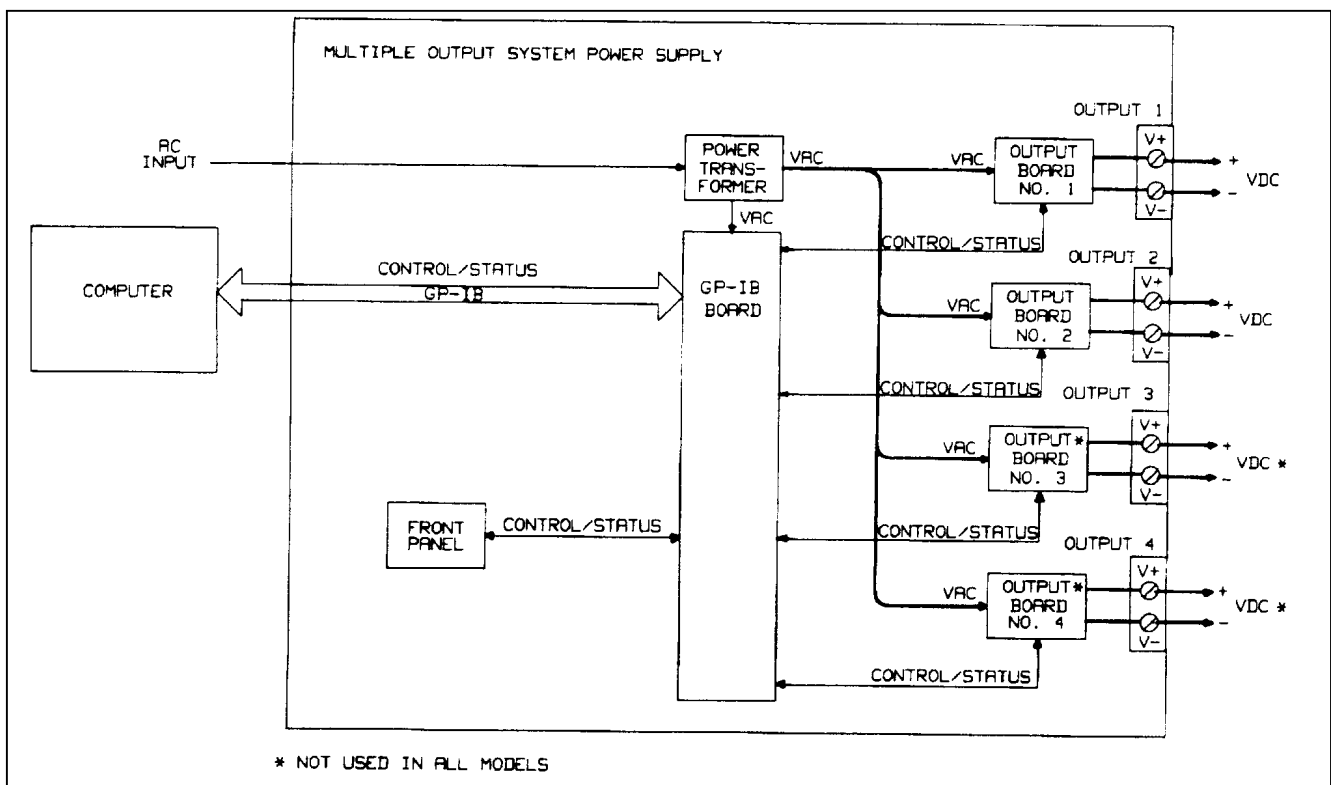 MULTIPLE OUTPUT SYSTEM POWER SUPPLY
AC
INPUT
POWER
TRANS-
FORMER
VAC
VAC
VAC
OUTPUT
BOARD
NO. 1
OUTPUT 1
V+
V-
+
-
VDC
COMPUTER
CONTROL/STATUS
GP-IB
GP-IB
BOARD
CONTROL/STATUS
VAC
OUTPUT
BOARD
NO. 2
OUTPUT 2
V+
V-
+
-
VDC
CONTROL/STATUS
VAC
OUTPUT*
BOARD
NO. 3
OUTPUT 3
V+
V-
+
-
VDC *
CONTROL/STATUS
FRONT
PANEL
CONTROL/STATUS
VAC
OUTPUT*
BOARD
NO. 4
OUTPUT 4
V+
V-
+
-
VDC *
CONTROL/STATUS
* NOT USED IN ALL MODELS